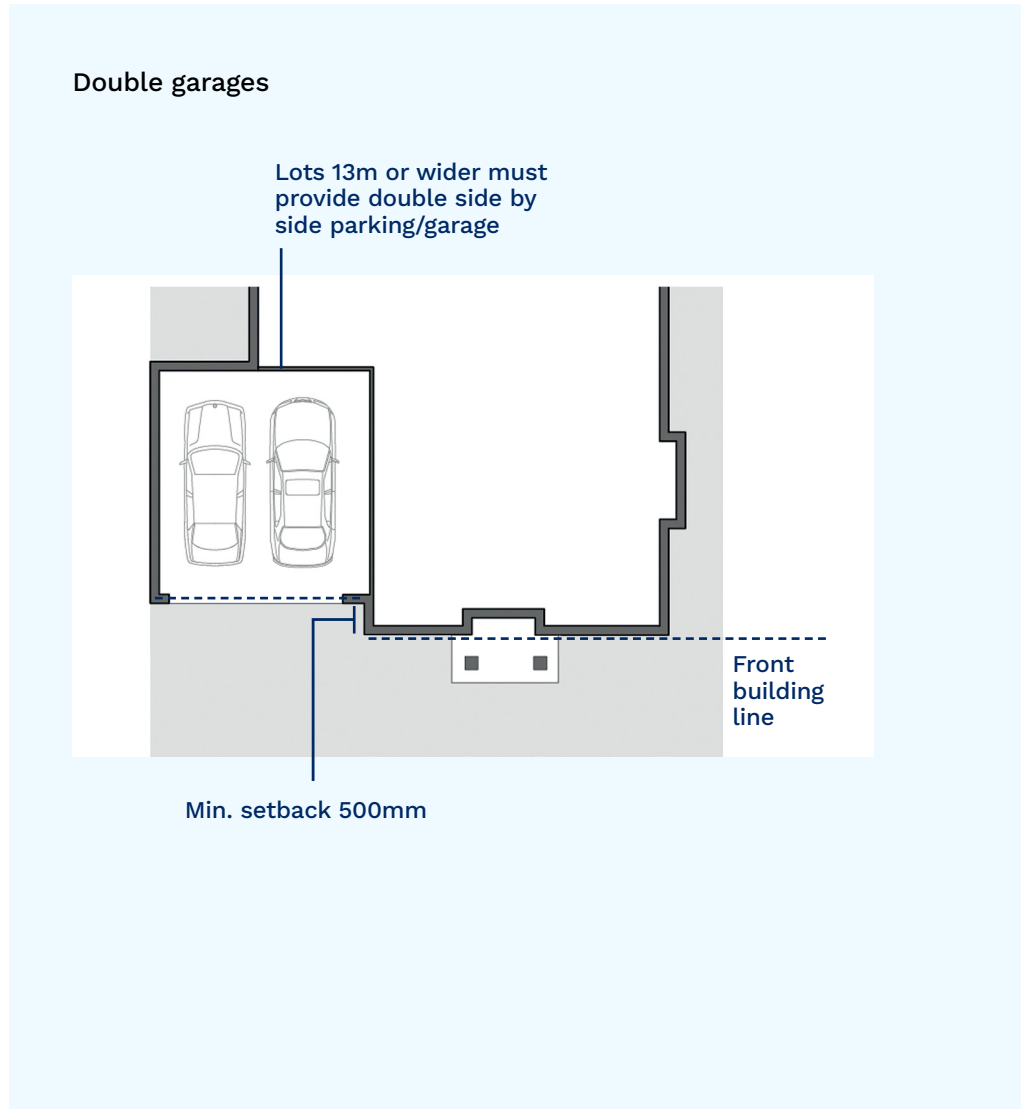 Double garages
Lots 13m or wider must
provide double side by
side parking/garage
Front
building
line
Min. setback 500mm